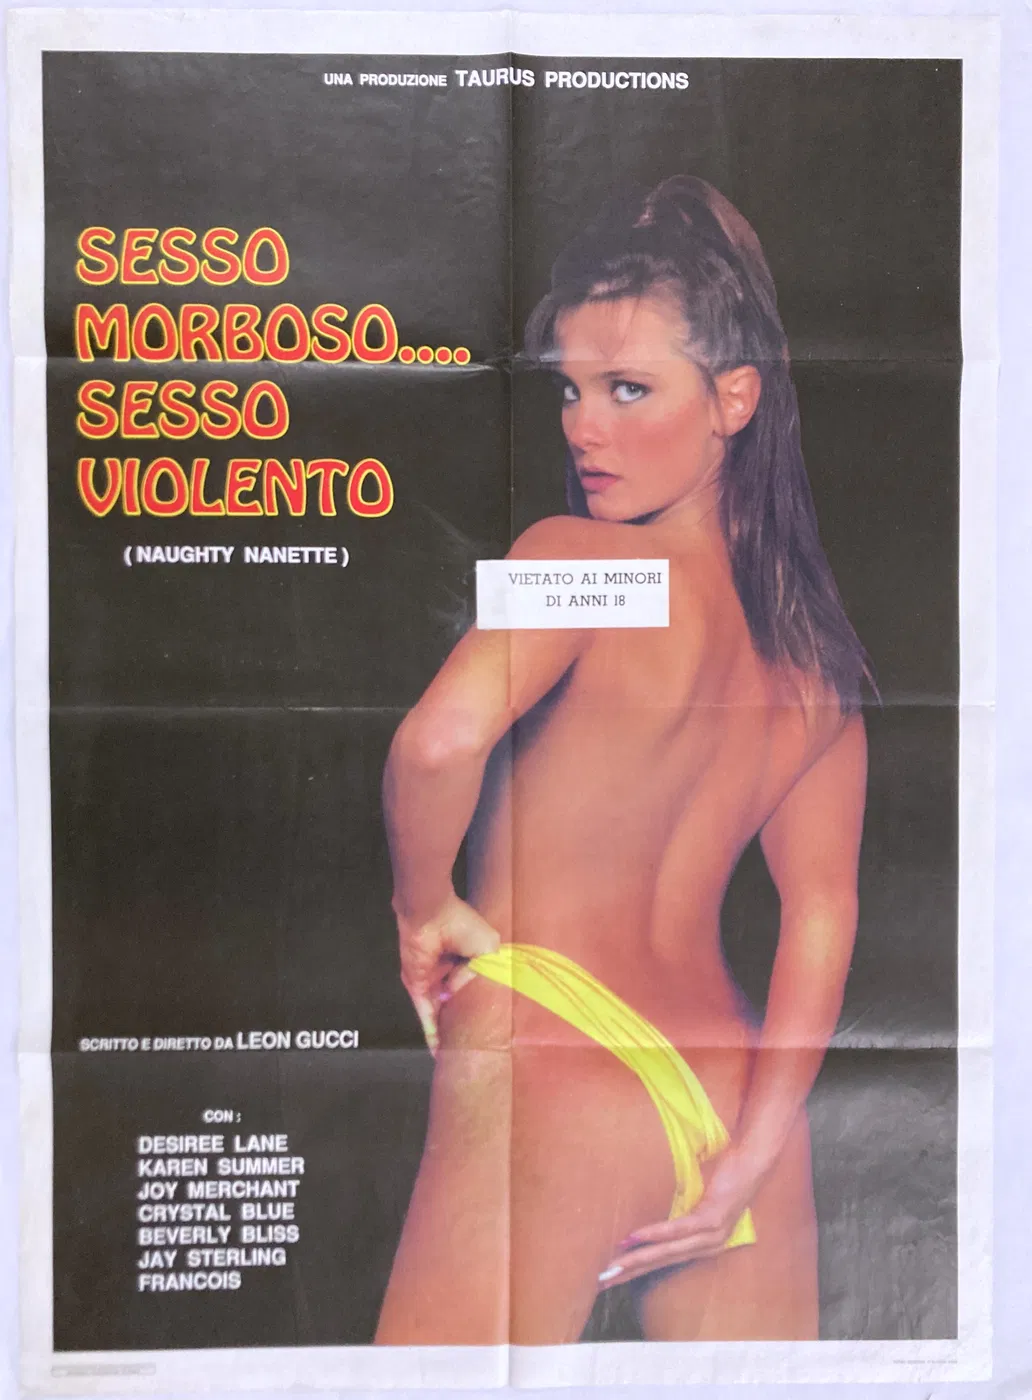 UNA PRODUZIONE TAURUS PRODUCTIONS
SESSO
MORBOSO....
SESSO
VIOLENTO
(NAUGHTY NANETTE)
VIETATO AI MINORI
DI ANNI 18
SCRITTO E DIRETTO DA LEON GUCCI
CON:
DESIREE LANE
KAREN SUMMER
JOY MERCHANT
CRYSTAL BLUE
BEVERLY BLISS
JAY STERLING
FRANCOIS